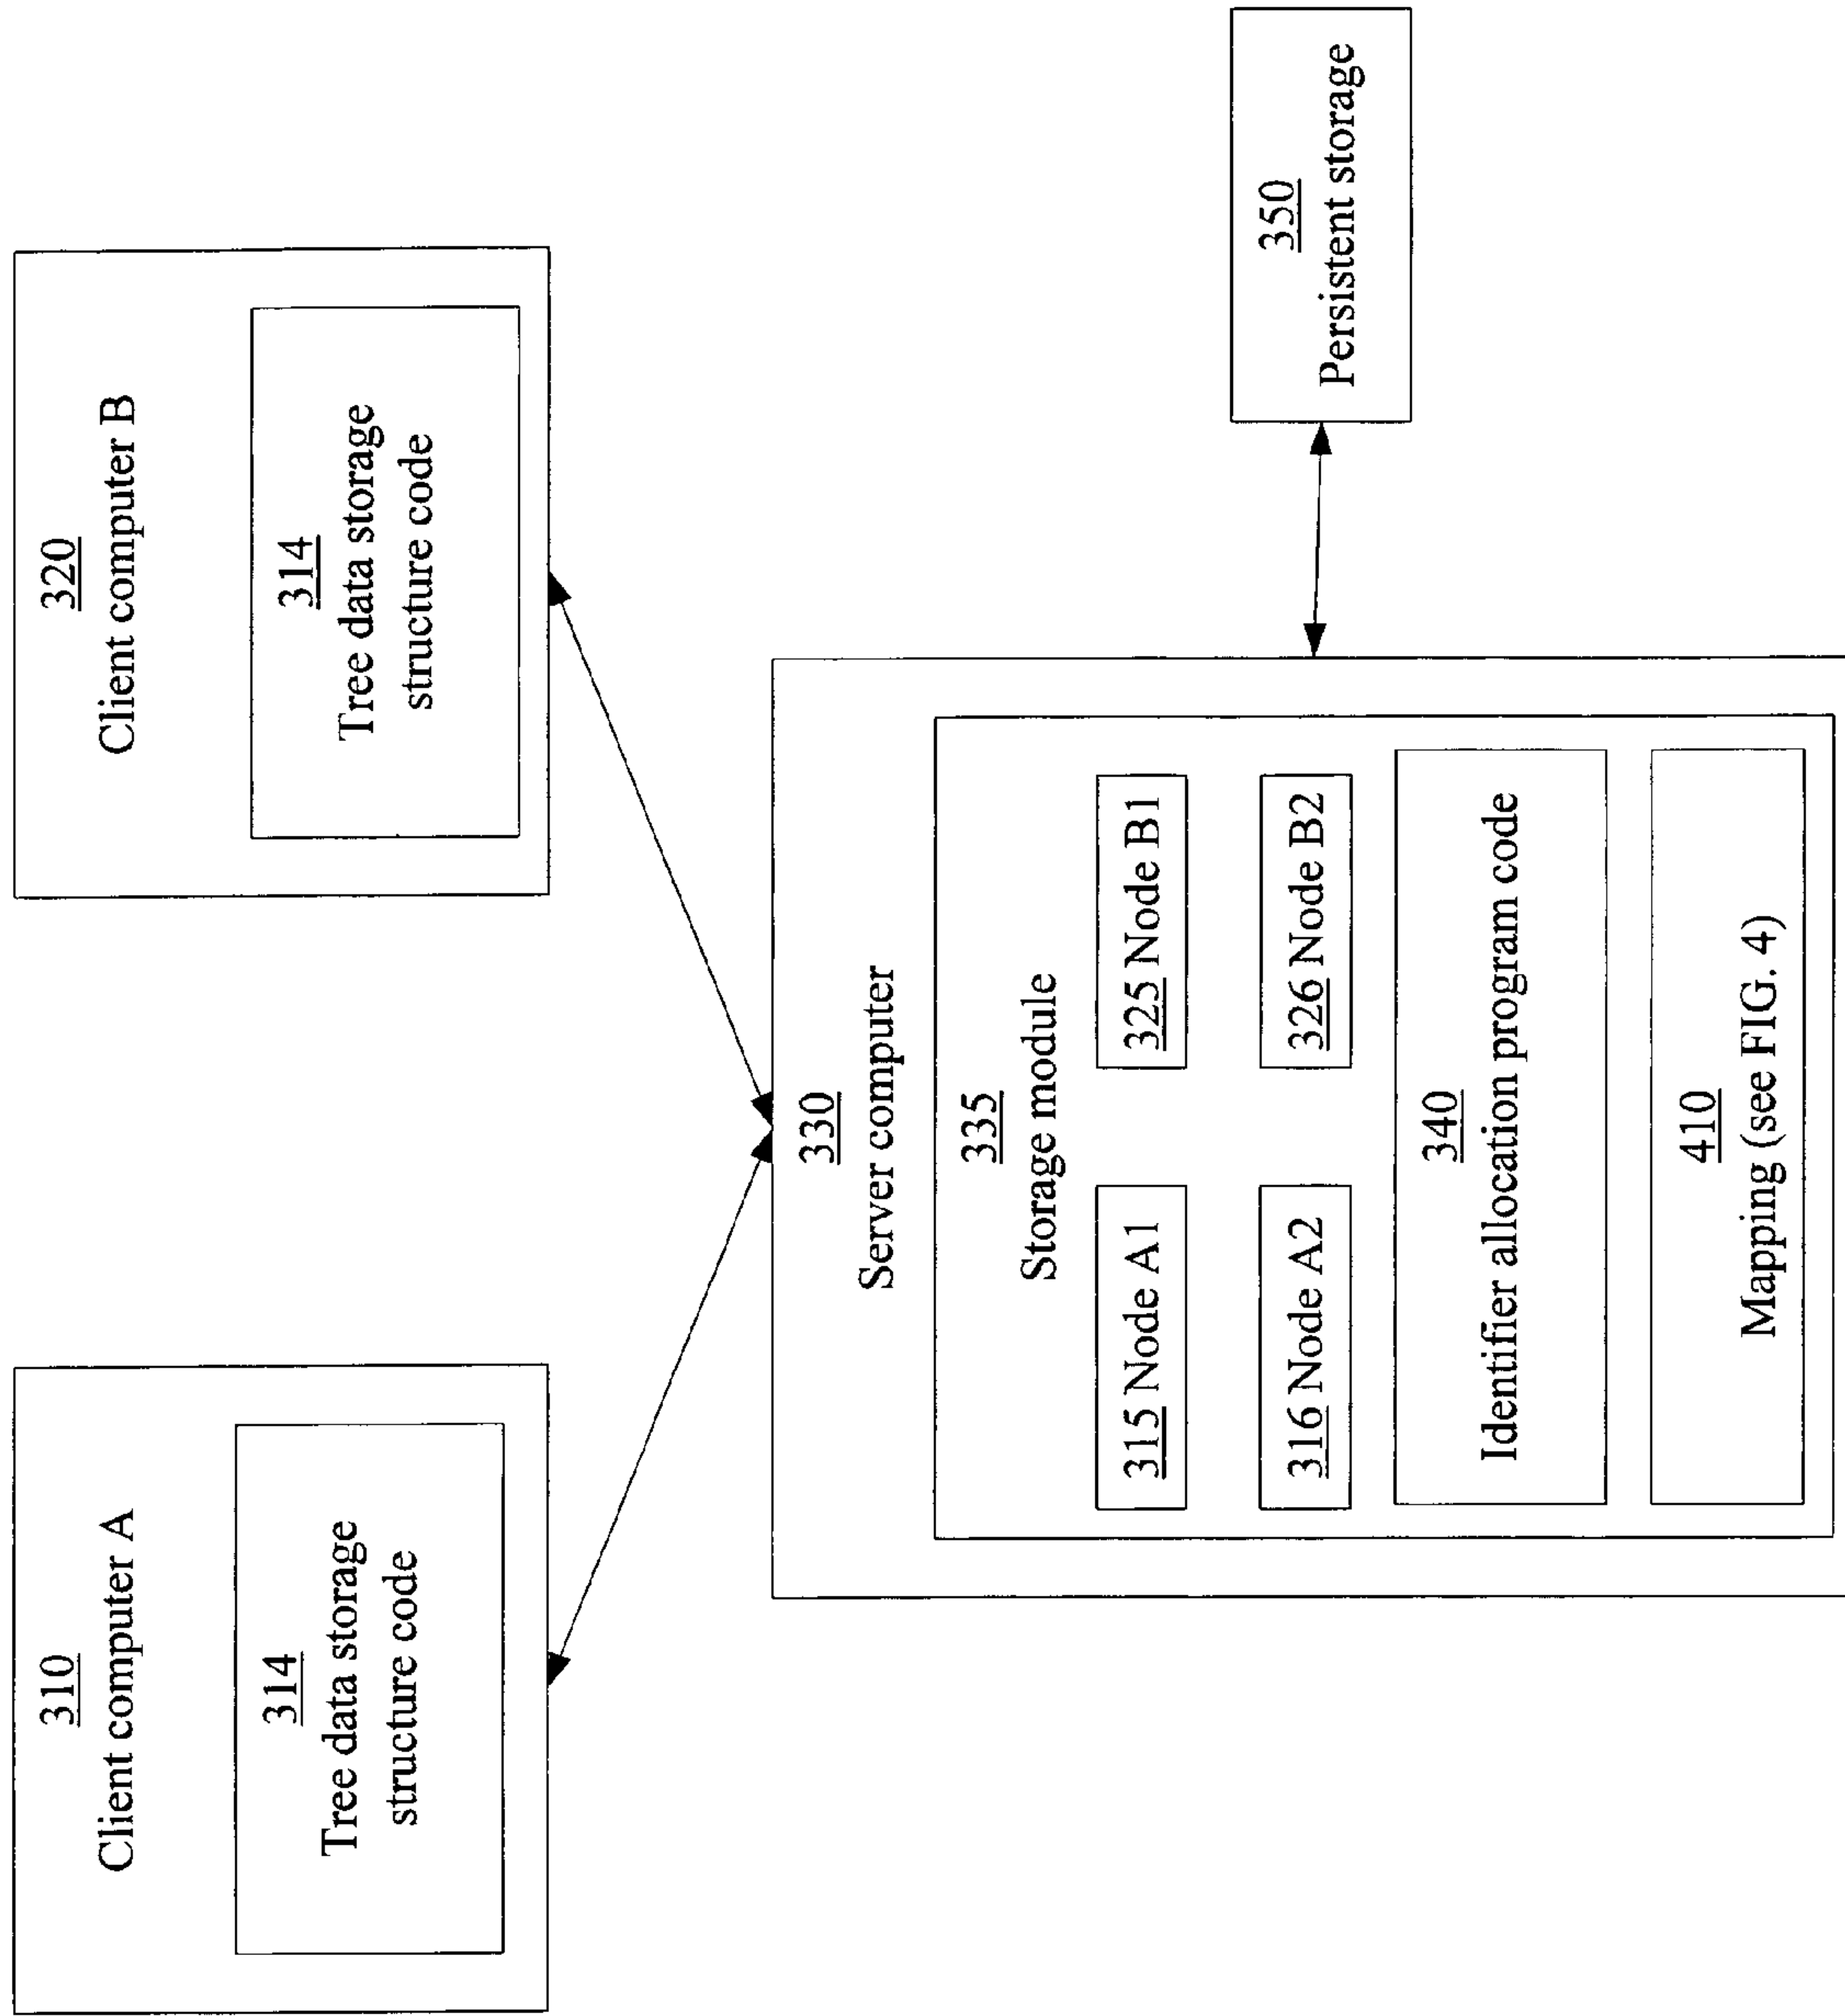 310
Client computer A
314
Tree data storage
structure code
320
Client computer B
314
Tree data storage
structure code
330
Server computer
335
Storage module
315 Node A1
325 Node B1
316 Node A2
326 Node B2
340
Identifier allocation program code
410
Mapping (see FIG. 4)
350
Persistent storage